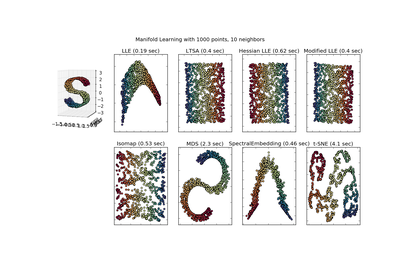 Manifold Learning with 1000 points, 10 neighbors
LLE (0.19 sec)
LTSA (0.4 sec)
Hessian LLE (0.62 sec)
Modified LLE (0.4 sec)
3
2
1
0
−1
−2
−3
Isomap (0.53 sec)
MDS (2.3 sec)
SpectralEmbedding (0.46 sec)
t-SNE (4.1 sec)